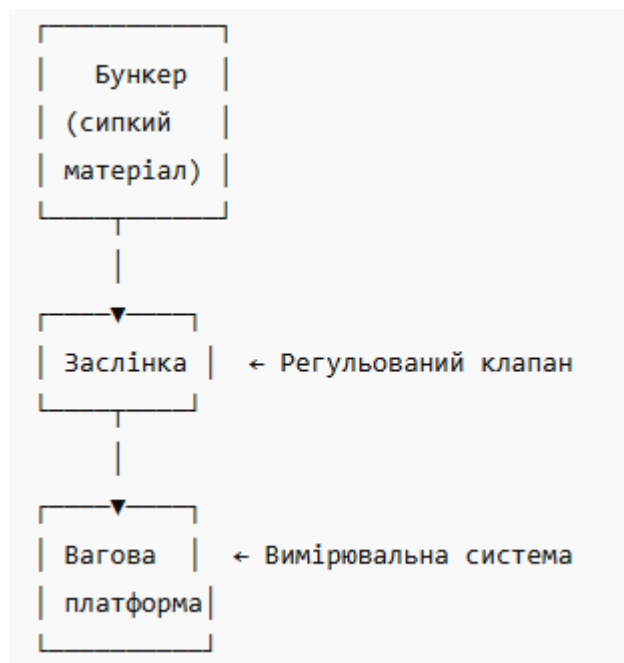 Бункер
(сипкий
матеріал)
Заслінка ← Регульований клапан
Вагова ← Вимірювальна система
платформа